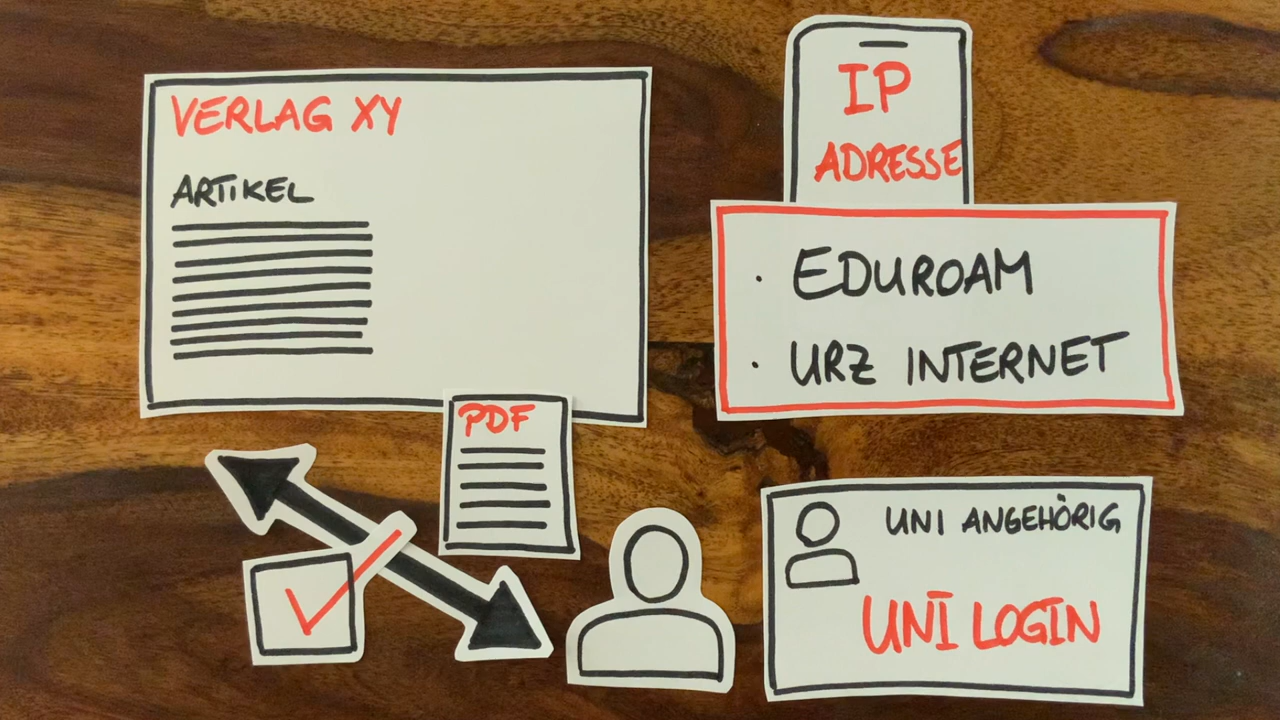 VERLAG XY
ARTIKEL
PDF
IP
ADRESSE
· EDUROAM
· URZ INTERNET
UNI ANGEHÖRIG
UNI LOGIN